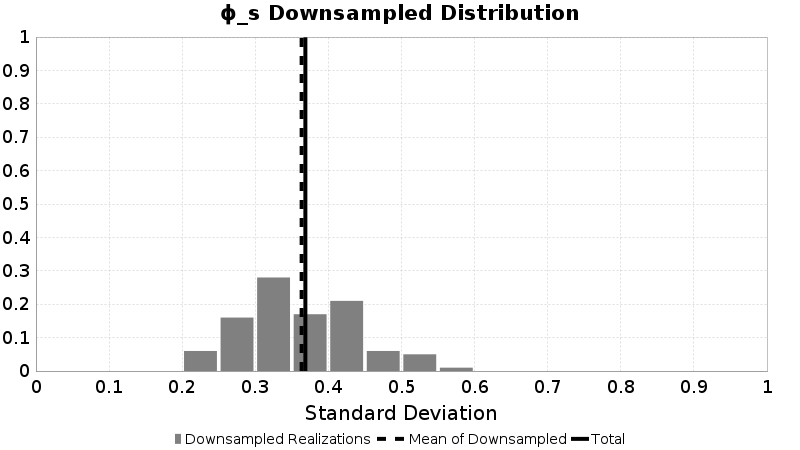 ϕ_s Downsampled Distribution
1
0.9
0.8
0.7
0.6
0.5
0.4
0.3
0.2
0.1
0
0 0.1 0.2 0.3 0.4 0.5 0.6 0.7 0.8 0.9 1
Standard Deviation
Downsampled Realizations Mean of Downsampled Total